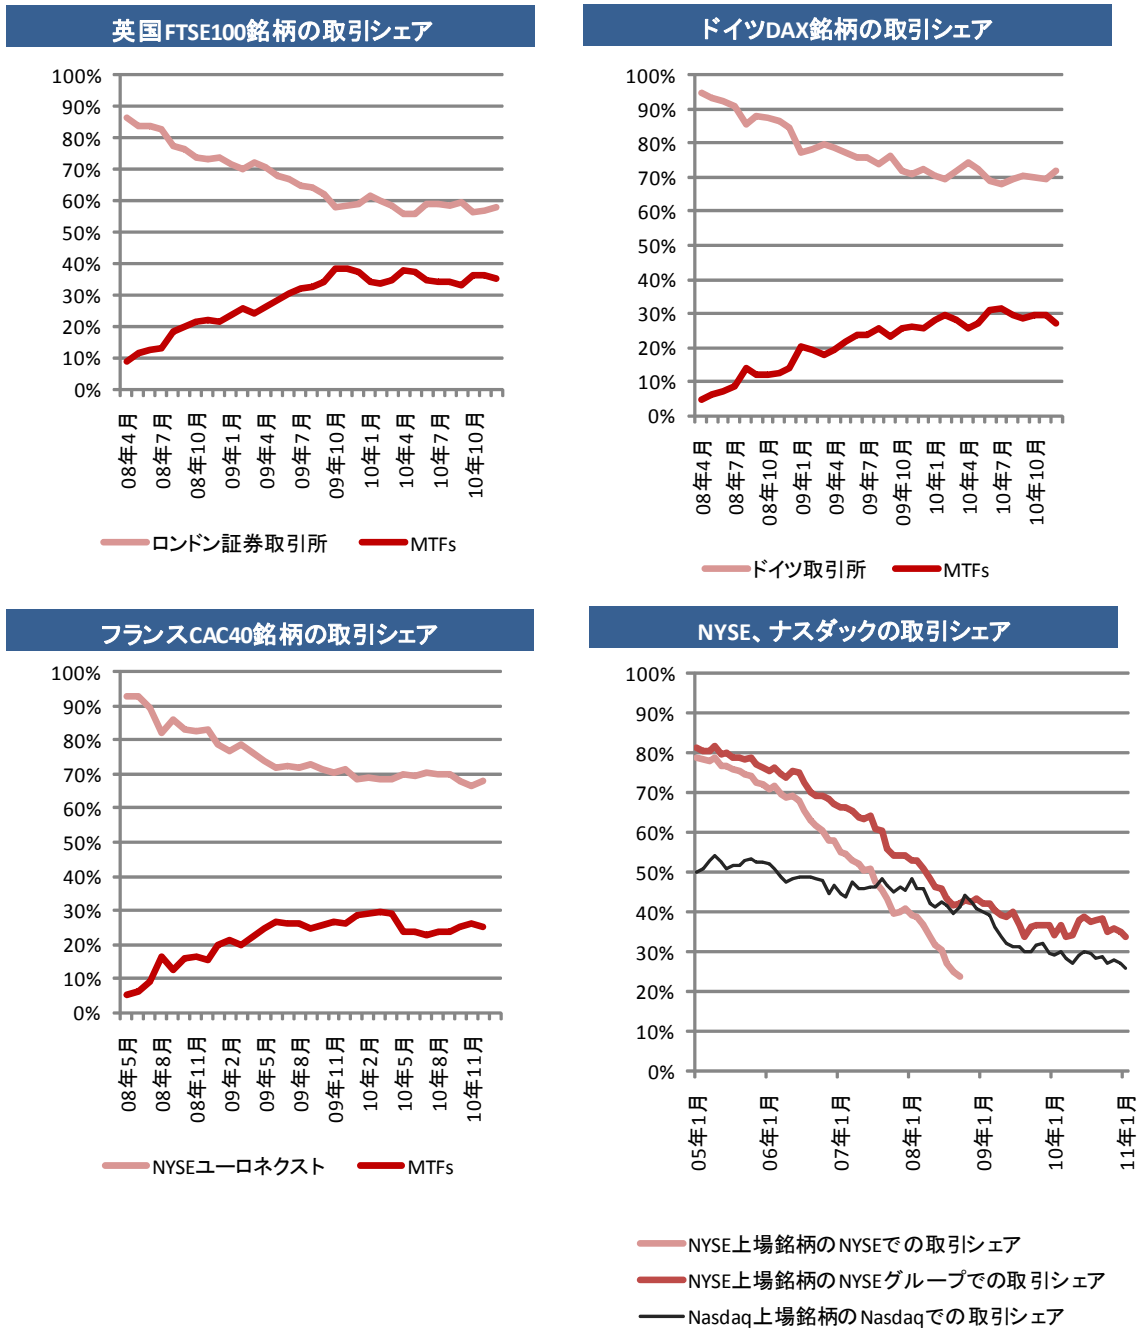 英国FTSE100銘柄の取引シェア
100%
90%
80%
70%
60%
50%
40%
30%
20%
10%
0%
08年4月
08年7月
08年10月
09年1月
09年4月
09年7月
09年10月
10年1月
10年4月
10年7月
10年10月
ロンドン証券取引所 MTFs
ドイツDAX銘柄の取引シェア
100%
90%
80%
70%
60%
50%
40%
30%
20%
10%
0%
08年4月
08年7月
08年10月
09年1月
09年4月
09年7月
09年10月
10年1月
10年4月
10年7月
10年10月
ドイツ取引所 MTFs
フランスCAC40銘柄の取引シェア
100%
90%
80%
70%
60%
50%
40%
30%
20%
10%
0%
08年5月
08年8月
08年11月
09年2月
09年5月
09年8月
09年11月
10年2月
10年5月
10年8月
10年11月
NYSEユーロネクスト MTFs
NYSE、ナスダックの取引シェア
100%
90%
80%
70%
60%
50%
40%
30%
20%
10%
0%
05年1月
06年1月
07年1月
08年1月
09年1月
10年1月
11年1月
NYSE上場銘柄のNYSEでの取引シェア
NYSE上場銘柄のNYSEグループでの取引シェア
Nasdaq上場銘柄のNasdaqでの取引シェア